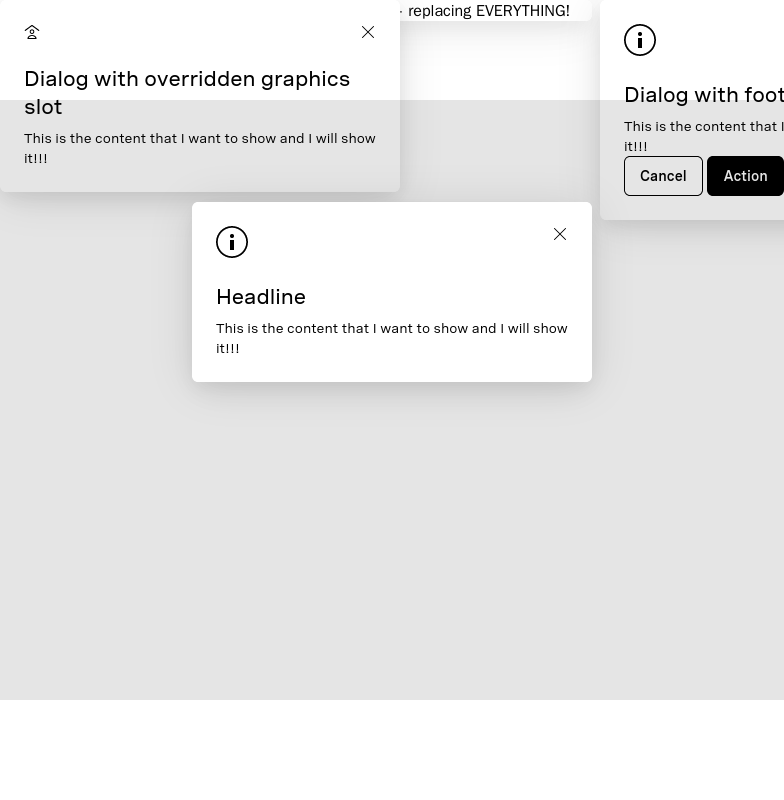 - replacing EVERYTHING!
Dialog with overridden graphics
slot
This is the content that I want to show and I will show
it!!!
Dialog with foot
This is the content that I
it!!!
Cancel
Action
Headline
This is the content that I want to show and I will show
it!!!